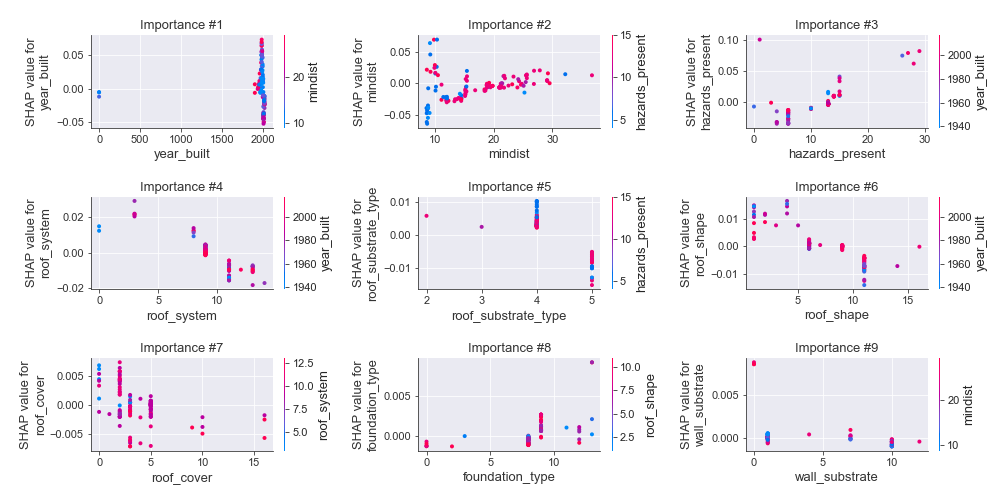 Importance #1
SHAP value for
year_built
0.05
0.00
−0.05
0
500
1000
1500
2000
year_built
20
10
mindist
Importance #2
SHAP value for
mindist
0.05
0.00
−0.05
10
15
20
25
30
35
mindist
15
10
5
hazards_present
Importance #3
SHAP value for
hazards_present
0.10
0.05
0.00
0
10
20
30
hazards_present
2000
1980
1960
1940
year_built
Importance #4
SHAP value for
roof_system
0.02
0.00
−0.02
0
5
10
roof_system
2000
1980
1960
1940
year_built
Importance #5
SHAP value for
roof_substrate_type
0.01
0.00
−0.01
2
3
4
5
roof_substrate_type
15
10
5
hazards_present
Importance #6
SHAP value for
roof_shape
0.01
0.00
−0.01
5
10
15
roof_shape
2000
1980
1960
1940
year_built
Importance #7
SHAP value for
roof_cover
0.005
0.000
−0.005
0
5
10
15
roof_cover
12.5
10.0
7.5
5.0
roof_system
Importance #8
SHAP value for
foundation_type
0.005
0.000
0
5
10
foundation_type
10.0
7.5
5.0
2.5
roof_shape
Importance #9
SHAP value for
wall_substrate
0.005
0.000
0
5
10
wall_substrate
20
10
mindist